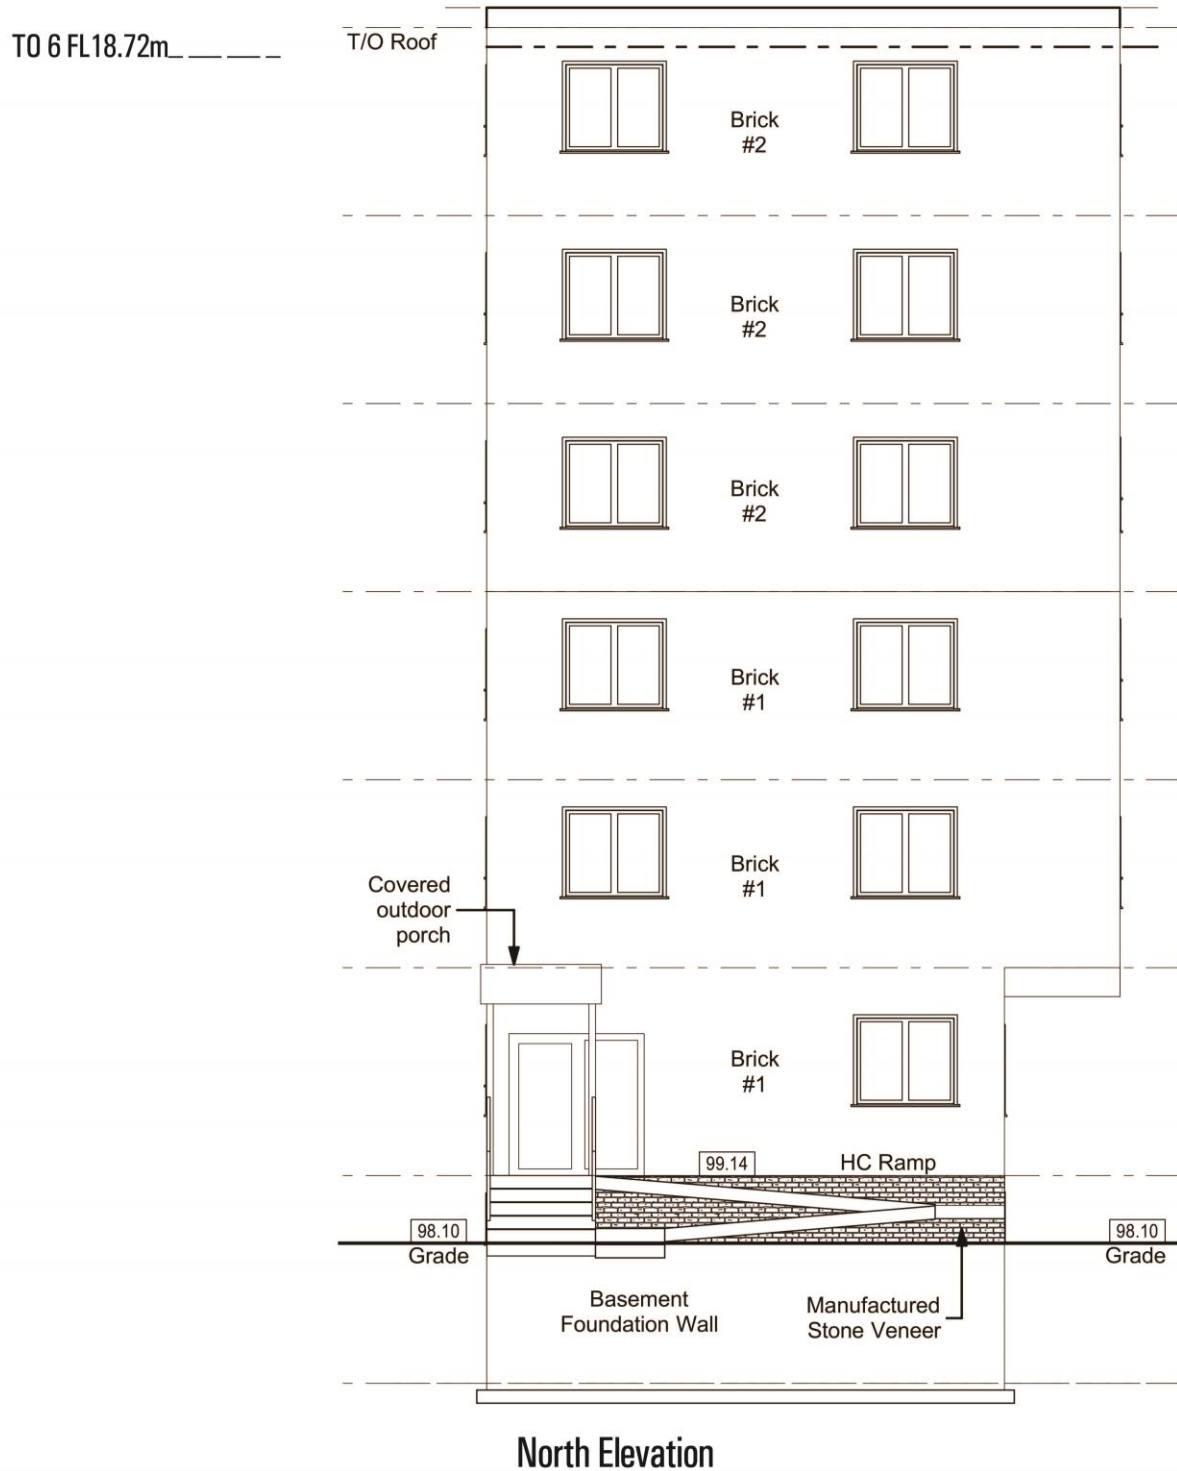 TO 6 FL18.72m
T/O Roof
Brick
#2
Brick
#2
Brick
#2
Brick
#1
Brick
#1
Covered
outdoor
porch
Brick
#1
99.14
HC Ramp
98.10
Grade
98.10
Grade
Basement
Foundation Wall
Manufactured
Stone Veneer
North Elevation